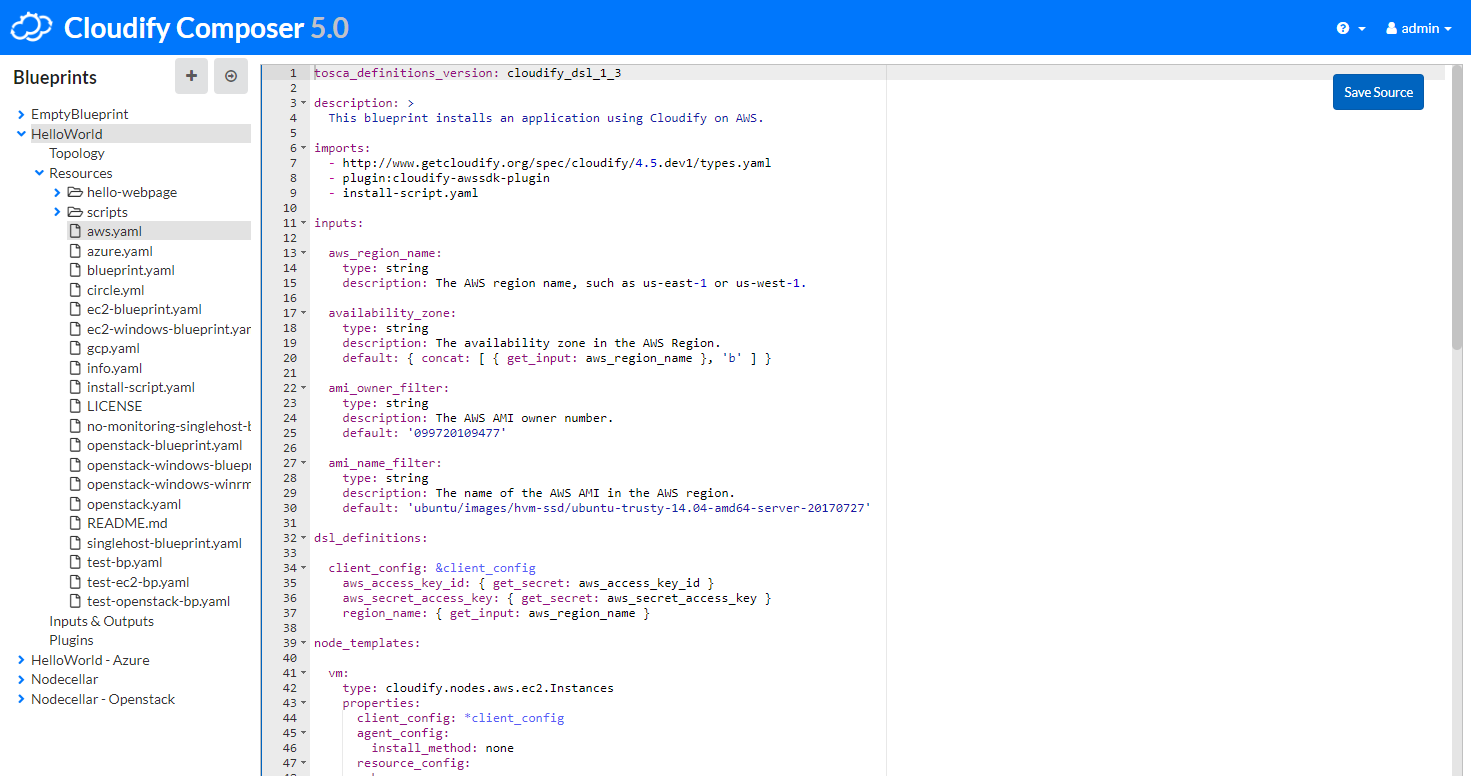 Cloudify Composer 5.0
admin
Blueprints
EmptyBlueprint
HelloWorld
Topology
Resources
hello-webpage
scripts
aws.yaml
azure.yaml
blueprint.yaml
circle.yml
ec2-blueprint.yaml
ec2-windows-blueprint.yar
gcp.yaml
info.yaml
install-script.yaml
LICENSE
no-monitoring-singlehost-b
openstack-blueprint.yaml
openstack-windows-bluepr
openstack-windows-winrm
openstack.yaml
README.md
singlehost-blueprint.yaml
test-bp.yaml
test-ec2-bp.yaml
test-openstack-bp.yaml
Inputs & Outputs
Plugins
HelloWorld - Azure
Nodecellar
Nodecellar - Openstack
Save Source
1 tosca_definitions_version: cloudify_dsl_1_3
2
3 description: >
4 This blueprint installs an application using Cloudify on AWS.
5
6 imports:
7 - http://www.getcloudify.org/spec/cloudify/4.5.dev1/types.yaml
8 - plugin:cloudify-awssdk-plugin
9 - install-script.yaml
10
11 inputs:
12
13 aws_region_name:
14 type: string
15 description: The AWS region name, such as us-east-1 or us-west-1.
16
17 availability_zone:
18 type: string
19 description: The availability zone in the AWS Region.
20 default: { concat: [ { get_input: aws_region_name }, 'b' ] }
21
22 ami_owner_filter:
23 type: string
24 description: The AWS AMI owner number.
25 default: '099720109477'
26
27 ami_name_filter:
28 type: string
29 description: The name of the AWS AMI in the AWS region.
30 default: 'ubuntu/images/hvm-ssd/ubuntu-trusty-14.04-amd64-server-20170727'
31
32 dsl_definitions:
33
34 client_config: &client_config
35 aws_access_key_id: { get_secret: aws_access_key_id }
36 aws_secret_access_key: { get_secret: aws_secret_access_key }
37 region_name: { get_input: aws_region_name }
38
39 node_templates:
40
41 vm:
42 type: cloudify.nodes.aws.ec2.Instances
43 properties:
44 client_config: *client_config
45 agent_config:
46 install_method: none
47 resource_config: